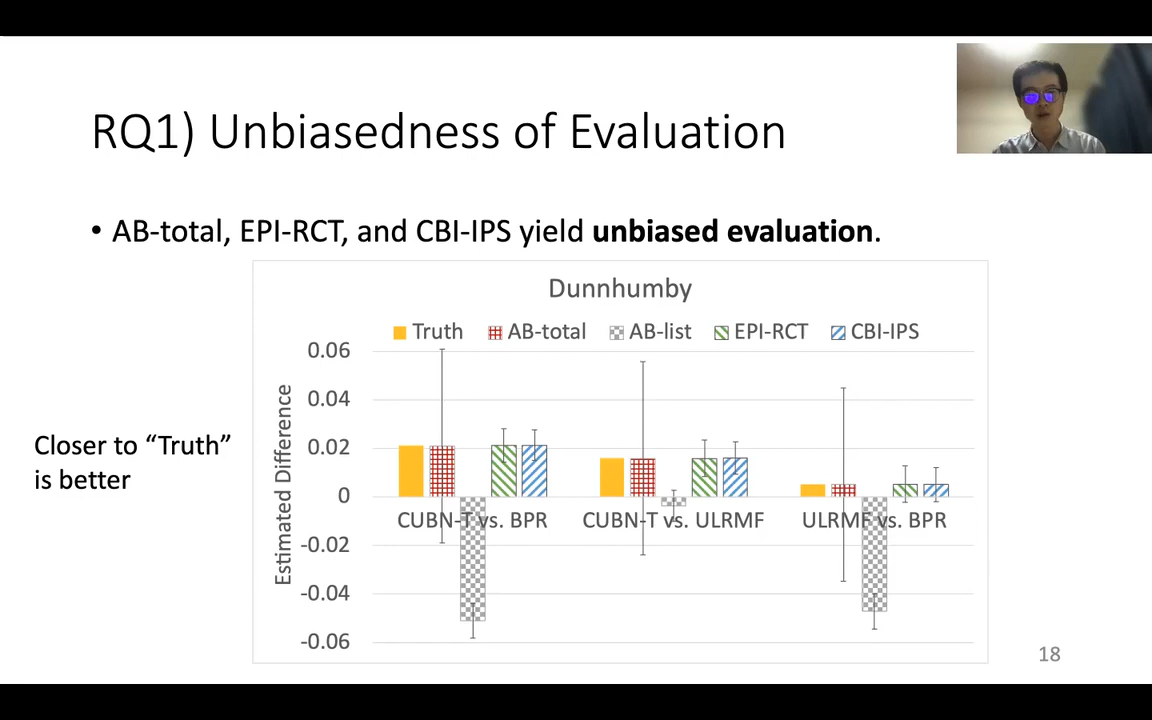 RQ1) Unbiasedness of Evaluation
• AB-total, EPI-RCT, and CBI-IPS yield unbiased evaluation.
Dunnhumby
Truth AB-total AB-list EPI-RCT CBI-IPS
Estimated Difference
0.06
0.04
0.02
0
-0.02
-0.04
-0.06
CUBN-T vs. BPR
CUBN-T vs. ULRMF
ULRMF vs. BPR
Closer to “Truth”
is better
18